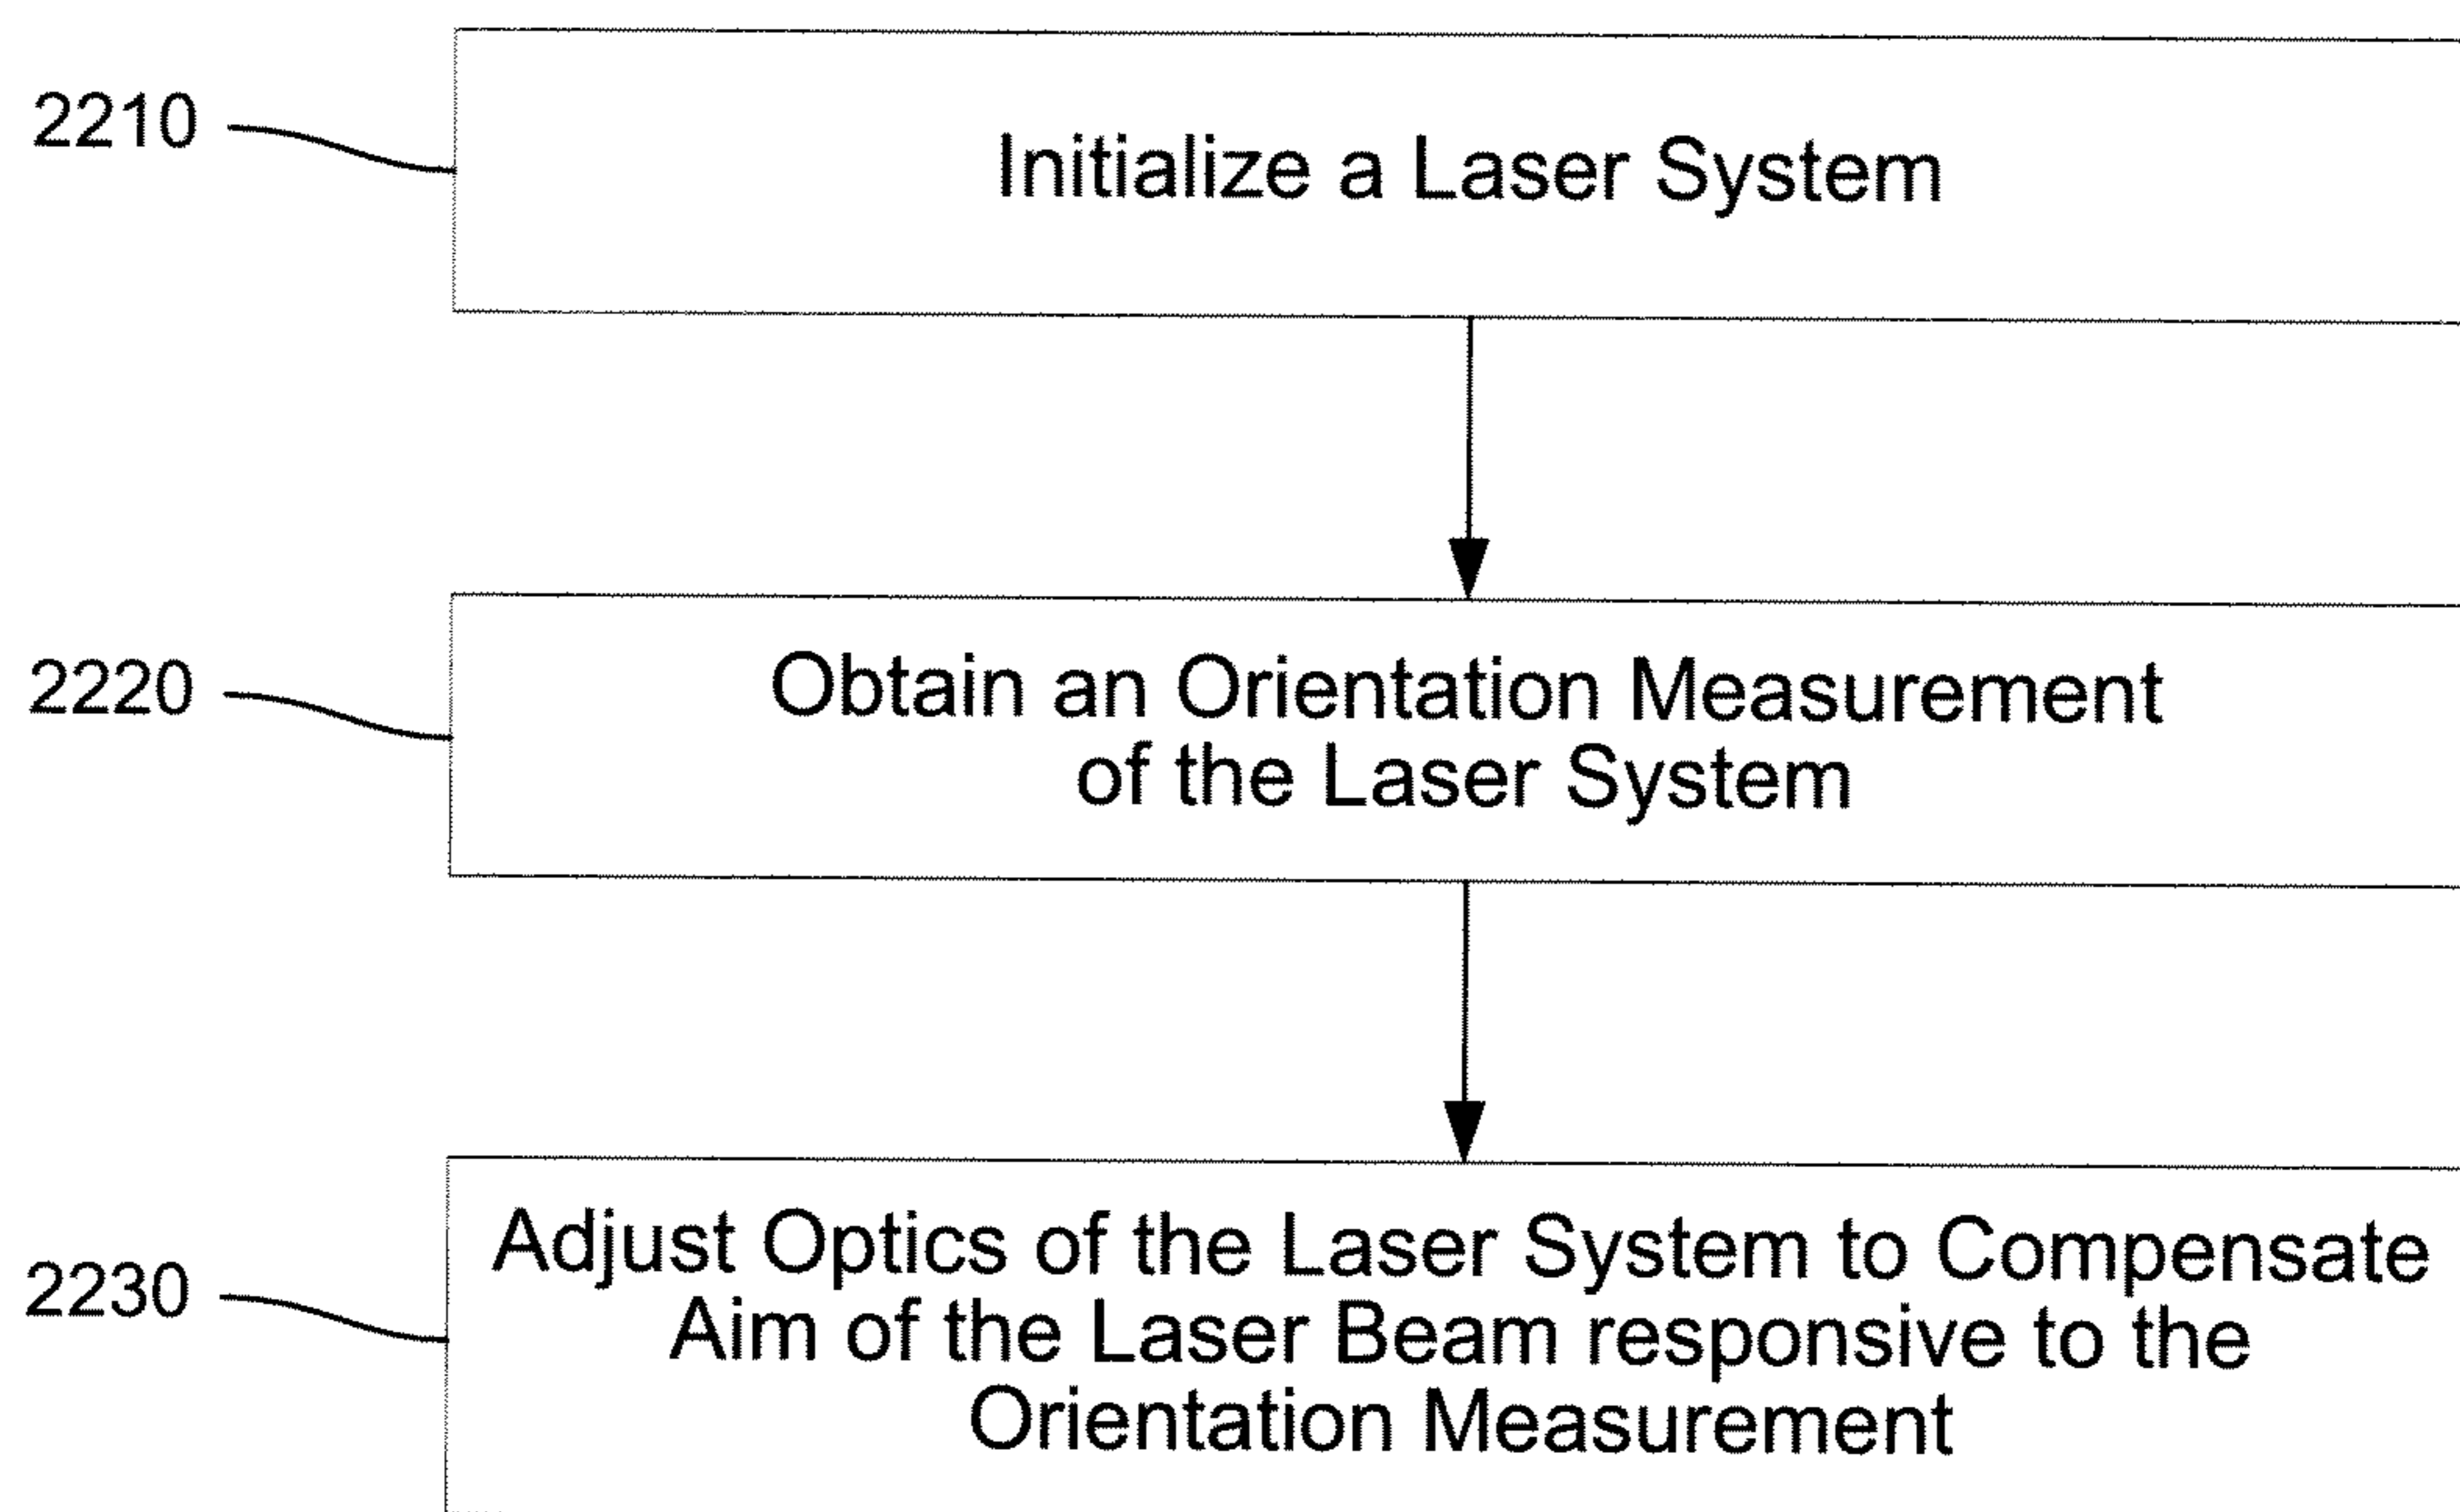 2210
Initialize a Laser System
2220
Obtain an Orientation Measurement
of the Laser System
2230
Adjust Optics of the Laser System to Compensate
Aim of the Laser Beam responsive to the
Orientation Measurement